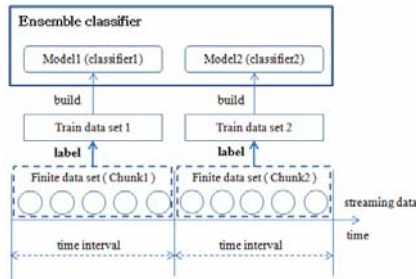 Ensemble classifier
Model1 (classifier1) Model2 (classifier2)
build build
Train data set 1 Train data set 2
label label
Finite data set ( Chunk1) Finite data set ( Chunk2)
streaming data
time
time interval time interval